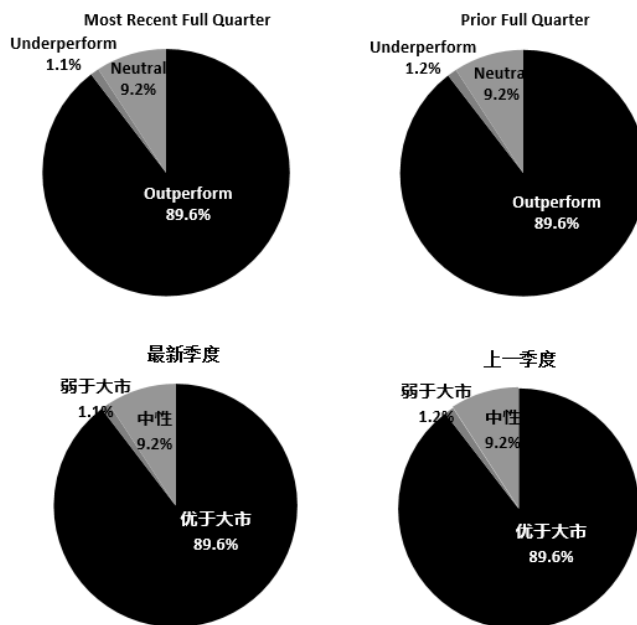 Most Recent Full Quarter
Underperform
1.1%
Neutral
9.2%
Outperform
89.6%
Prior Full Quarter
Underperform
1.2%
Neutral
9.2%
Outperform
89.6%
最新季度
弱于大市
1.1%
中性
9.2%
优于大市
89.6%
上一季度
弱于大市
1.2%
中性
9.2%
优于大市
89.6%